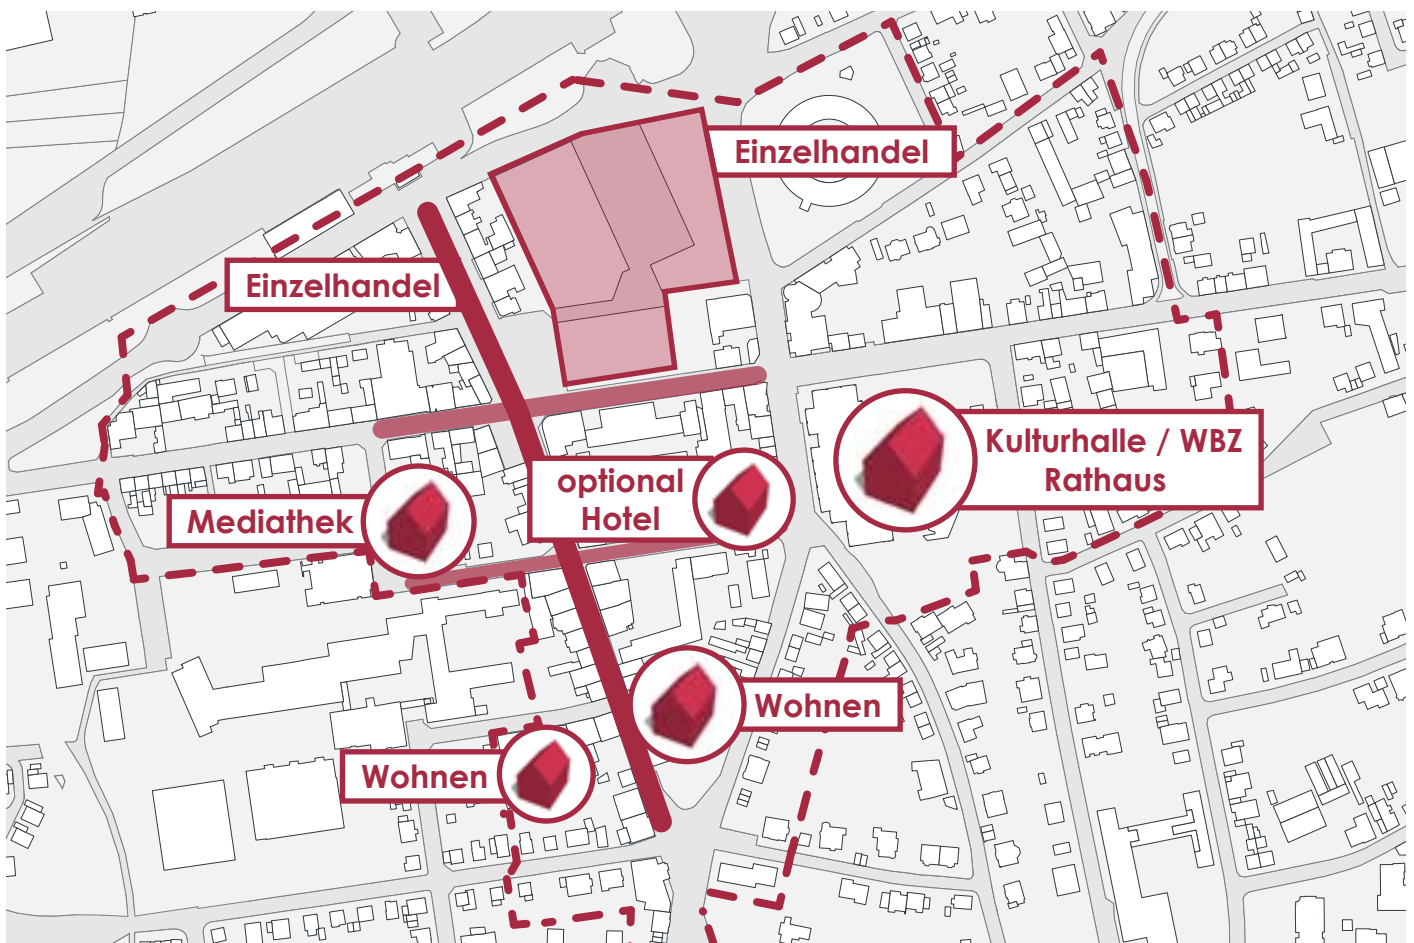 Einzelhandel
Einzelhandel
Kulturhalle / WBZ
Rathaus
optional
Hotel
Mediathek
Wohnen
Wohnen